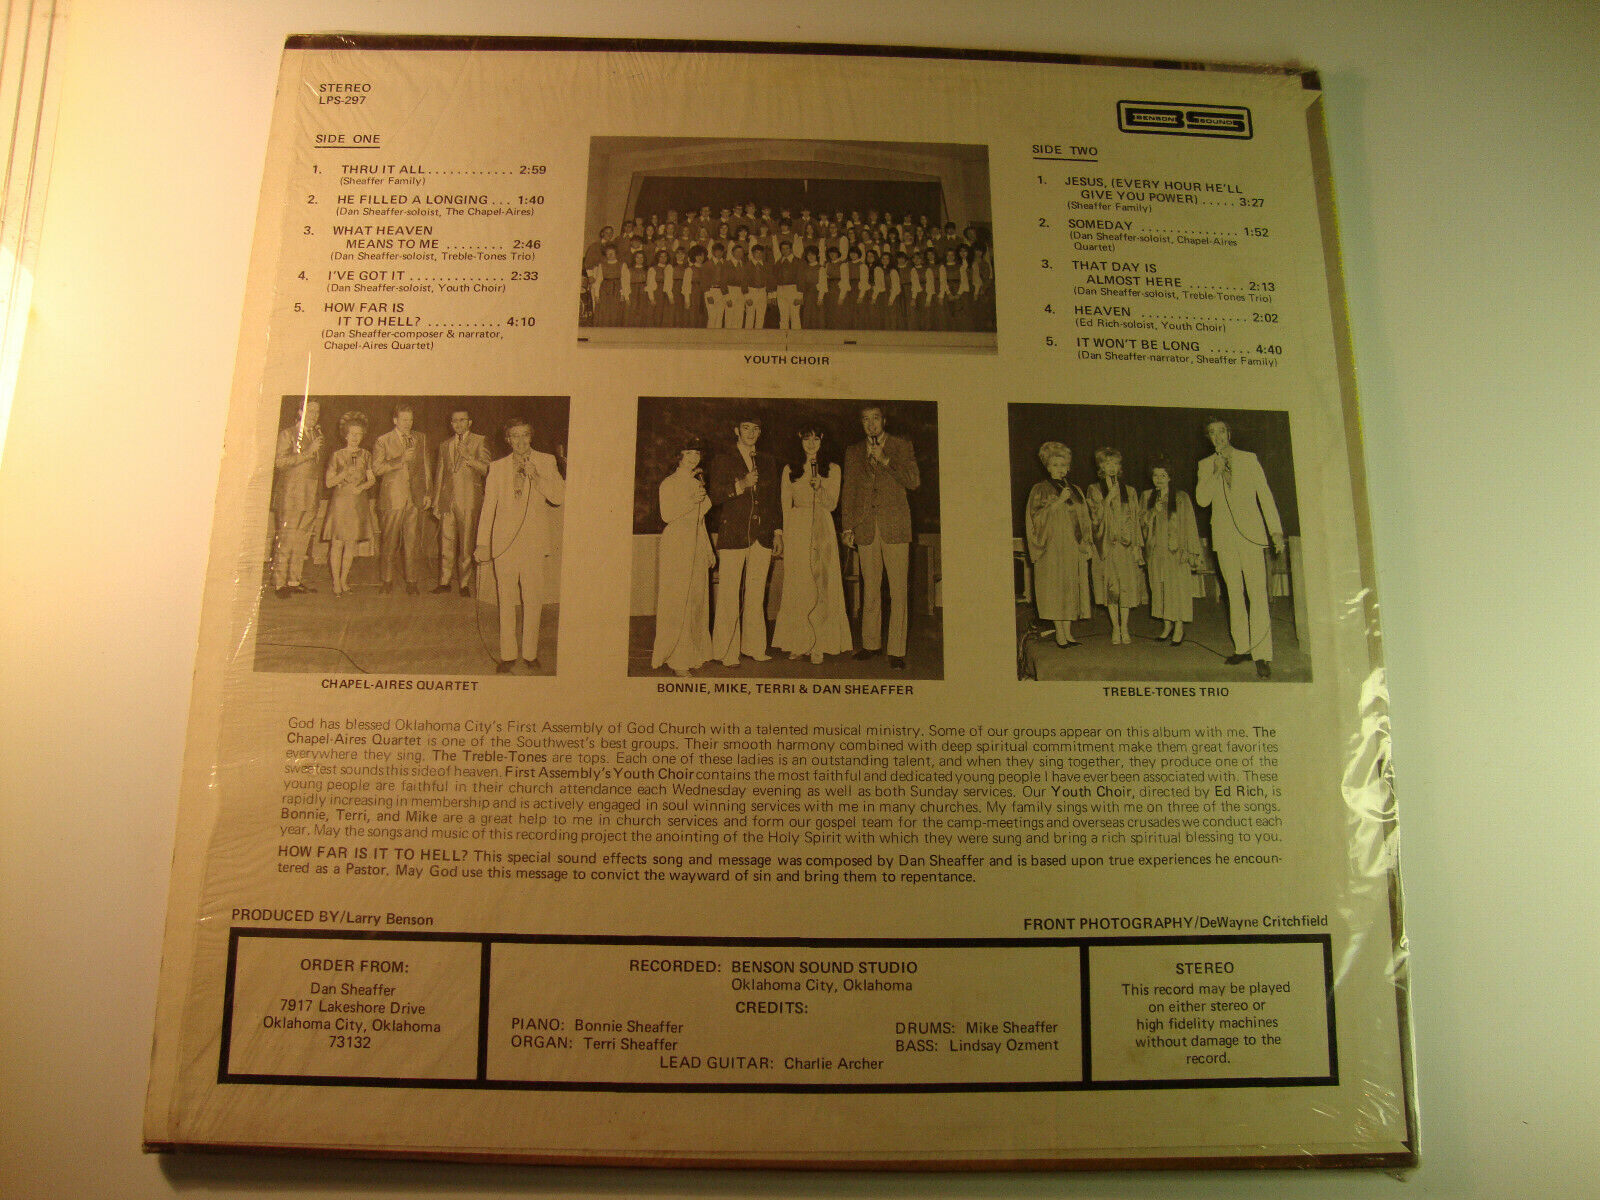 STEREO
LPS-297
BENSON BS SOUND
SIDE ONE
1. THRU IT ALL............ 2:59
(Sheaffer Family)
2. HE FILLED A LONGING ... 1:40
(Dan Sheaffer-soloist, The Chapel-Aires)
3. WHAT HEAVEN
MEANS TO ME ........ 2:46
(Dan Sheaffer-soloist, Treble-Tones Trio)
4. I'VE GOT IT ............. 2:33
(Dan Sheaffer-soloist, Youth Choir)
5. HOW FAR IS
IT TO HELL? .......... 4:10
(Dan Sheaffer-composer & narrator,
Chapel-Aires Quartet)
SIDE TWO
1. JESUS, (EVERY HOUR HE'LL
GIVE YOU POWER) ..... 3:27
(Sheaffer Family)
2. SOMEDAY ............. 1:52
(Dan Sheaffer-soloist, Chapel-Aires
Quartet)
3. THAT DAY IS
ALMOST HERE ........ 2:13
(Dan Sheaffer-soloist, Treble-Tones Trio)
4. HEAVEN ............... 2:02
(Ed Rich-soloist, Youth Choir)
5. IT WON'T BE LONG ...... 4:40
(Dan Sheaffer-narrator, Sheaffer Family)
YOUTH CHOIR
CHAPEL-AIRES QUARTET
BONNIE, MIKE, TERRI & DAN SHEAFFER
TREBLE-TONES TRIO
God has blessed Oklahoma City's First Assembly of God Church with a talented musical ministry. Some of our groups appear on this album with me. The
Chapel-Aires Quartet is one of the Southwest's best groups. Their smooth harmony combined with deep spiritual commitment make them great favorites
everywhere they sing. The Treble-Tones are tops. Each one of these ladies is an outstanding talent, and when they sing together, they produce one of the
sweetest sounds this side of heaven. First Assembly's Youth Choir contains the most faithful and dedicated young people I have ever been associated with. These
young people are faithful in their church attendance each Wednesday evening as well as both Sunday services. Our Youth Choir, directed by Ed Rich, is
rapidly increasing in membership and is actively engaged in soul winning services with me in many churches. My family sings with me on three of the songs.
Bonnie, Terri, and Mike are a great help to me in church services and form our gospel team for the camp-meetings and overseas crusades we conduct each
year. May the songs and music of this recording project the anointing of the Holy Spirit with which they were sung and bring a rich spiritual blessing to you.
HOW FAR IS IT TO HELL? This special sound effects song and message was composed by Dan Sheaffer and is based upon true experiences he encoun-
tered as a Pastor. May God use this message to convict the wayward of sin and bring them to repentance.
PRODUCED BY/Larry Benson
FRONT PHOTOGRAPHY/DeWayne Critchfield
ORDER FROM:
Dan Sheaffer
7917 Lakeshore Drive
Oklahoma City, Oklahoma
73132
RECORDED: BENSON SOUND STUDIO
Oklahoma City, Oklahoma
CREDITS:
PIANO: Bonnie Sheaffer
ORGAN: Terri Sheaffer
DRUMS: Mike Sheaffer
BASS: Lindsay Ozment
LEAD GUITAR: Charlie Archer
STEREO
This record may be played
on either stereo or
high fidelity machines
without damage to the
record.